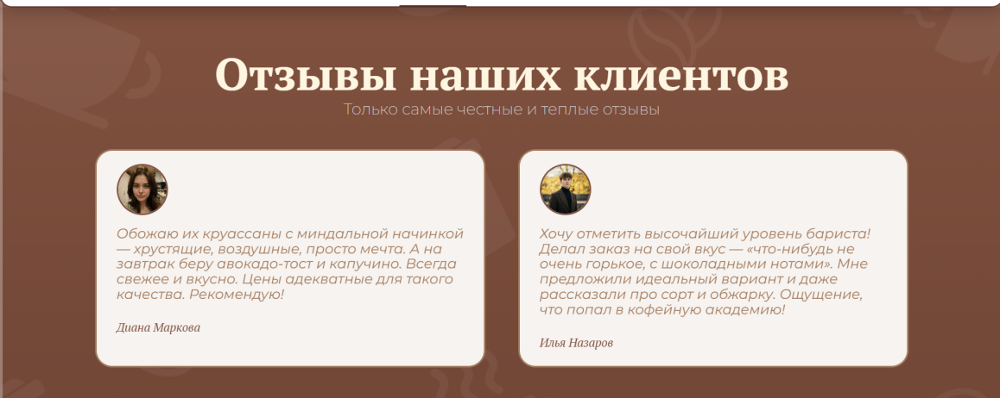 Отзывы наших клиентов
Только самые честные и теплые отзывы
Обожаю их круассаны с миндальной начинкой
— хрустящие, воздушные, просто мечта. А на
завтрак беру авокадо-тост и капучино. Всегда
свежее и вкусно. Цены адекватные для такого
качества. Рекомендую!
Диана Маркова
Хочу отметить высочайший уровень бариста!
Делал заказ на свой вкус — «что-нибудь не
очень горькое, с шоколадными нотами». Мне
предложили идеальный вариант и даже
рассказали про сорт и обжарку. Ощущение,
что попал в кофейную академию!
Илья Назаров